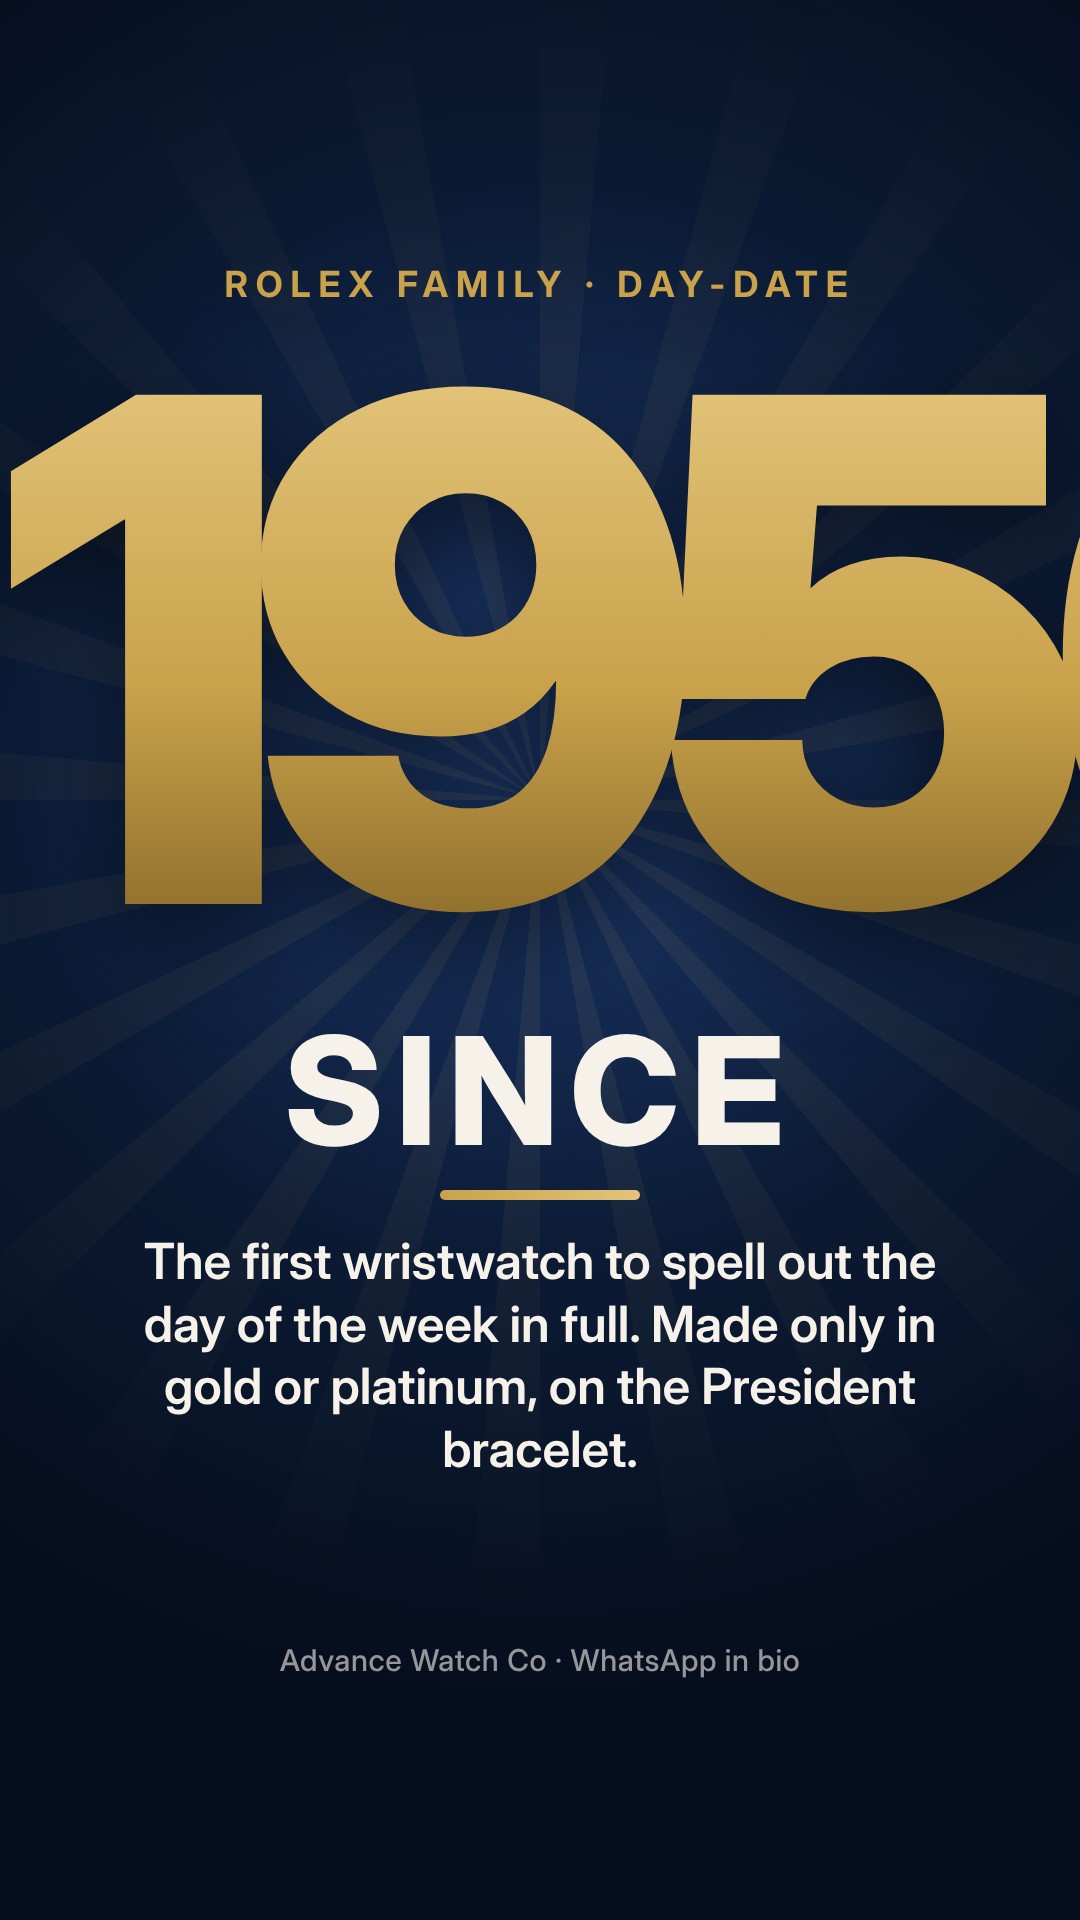 ROLEX FAMILY · DAY-DATE
195
SINCE
The first wristwatch to spell out the
day of the week in full. Made only in
gold or platinum, on the President
bracelet.
Advance Watch Co · WhatsApp in bio